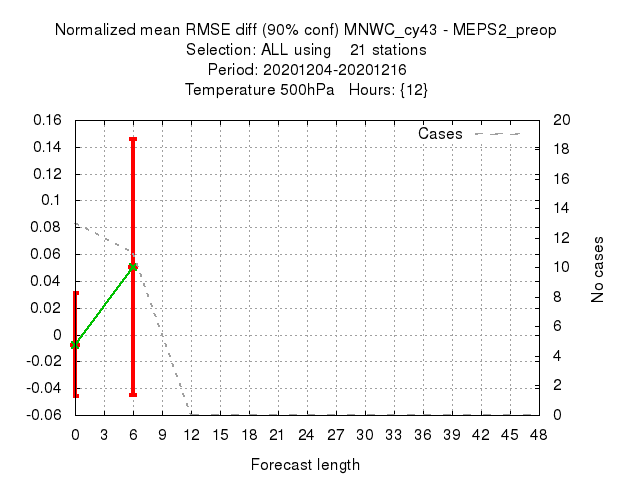 Normalized mean RMSE diff (90% conf) MNWC_cy43 - MEPS2_preop
Selection: ALL using    21 stations
Period: 20201204-20201216
Temperature 500hPa   Hours: {12}
Cases
0.16
0.14
0.12
0.1
0.08
0.06
0.04
0.02
0
-0.02
-0.04
-0.06
20
18
16
14
12
10
8
6
4
2
0
No cases
0 3 6 9 12 15 18 21 24 27 30 33 36 39 42 45 48
Forecast length